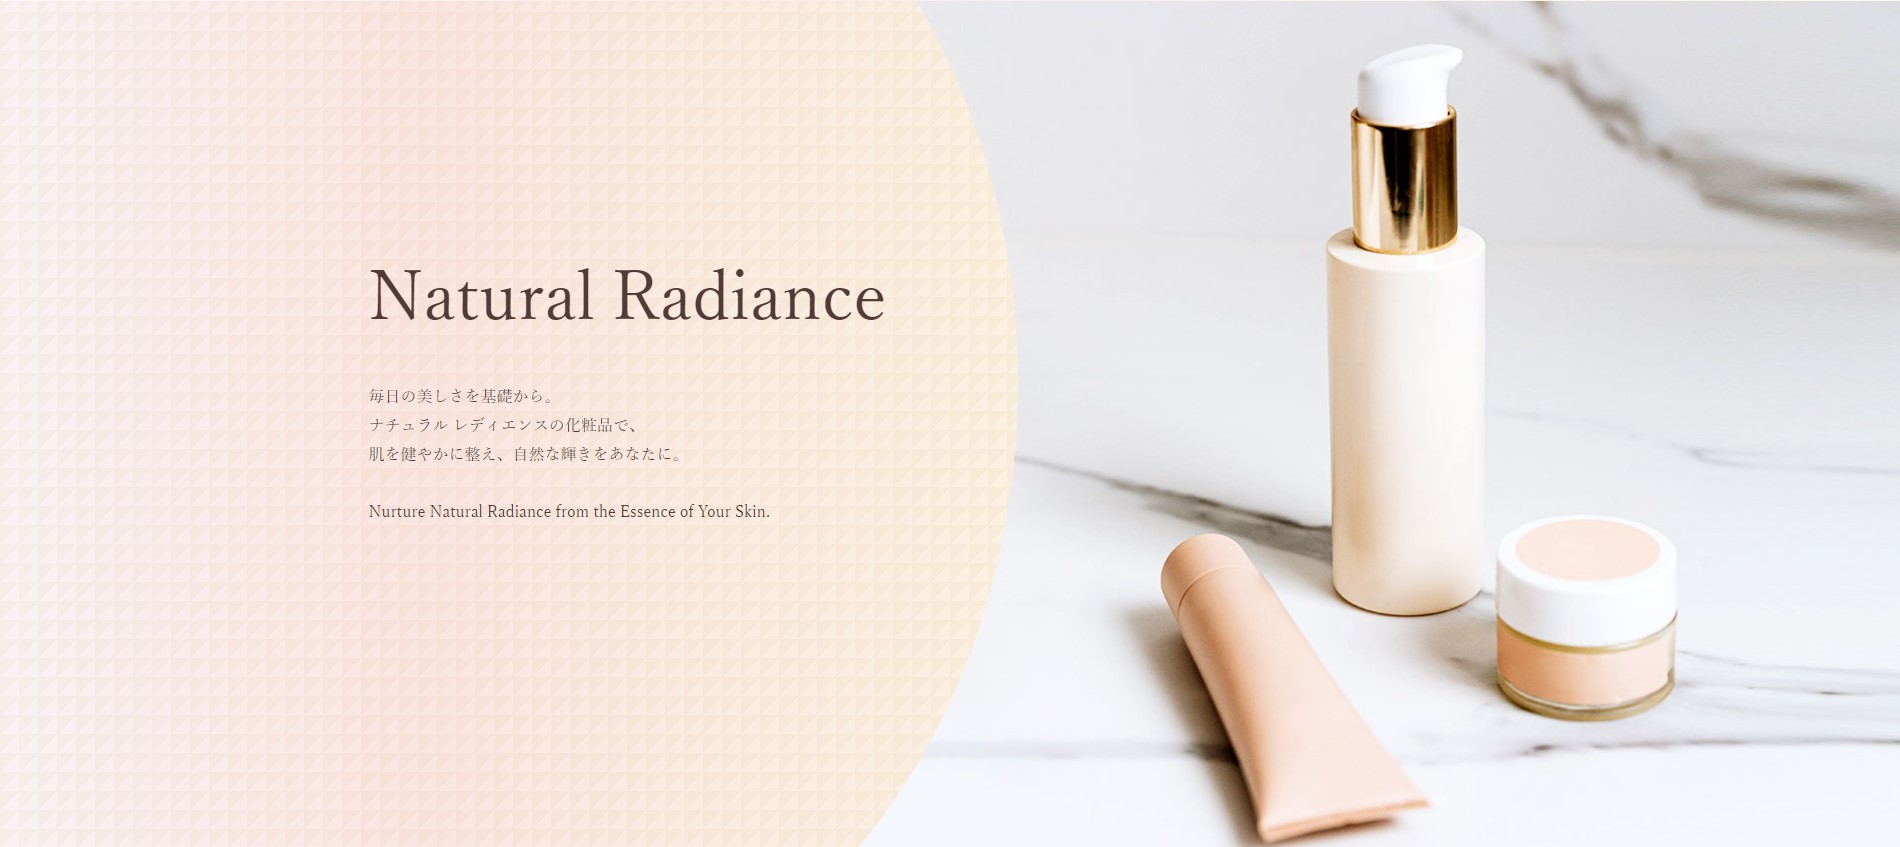 Natural Radiance
毎日の美しさを基礎から。
ナチュラル レディエンスの化粧品で、
肌を健やかに整え、自然な輝きをあなたに。
Nurture Natural Radiance from the Essence of Your Skin.